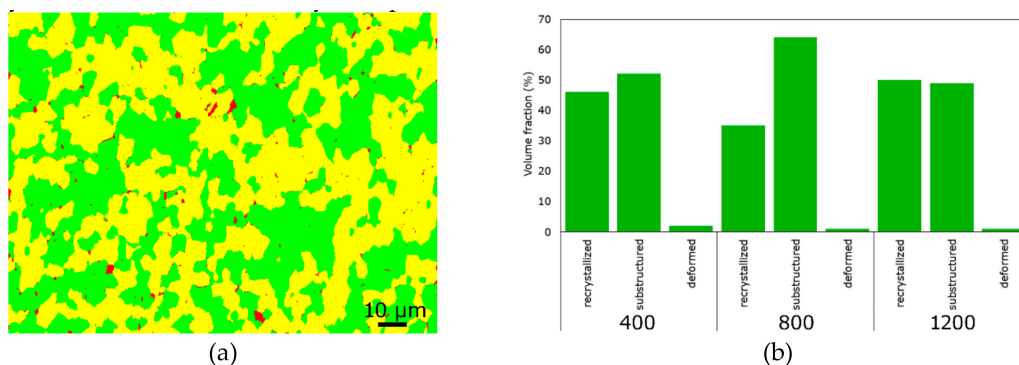 10 µm
(a)
70
60
50
40
30
20
10
0
Volume fraction (%)
recrystallized
substructured
deformed
recrystallized
substructured
deformed
recrystallized
substructured
deformed
400
800
1200
(b)